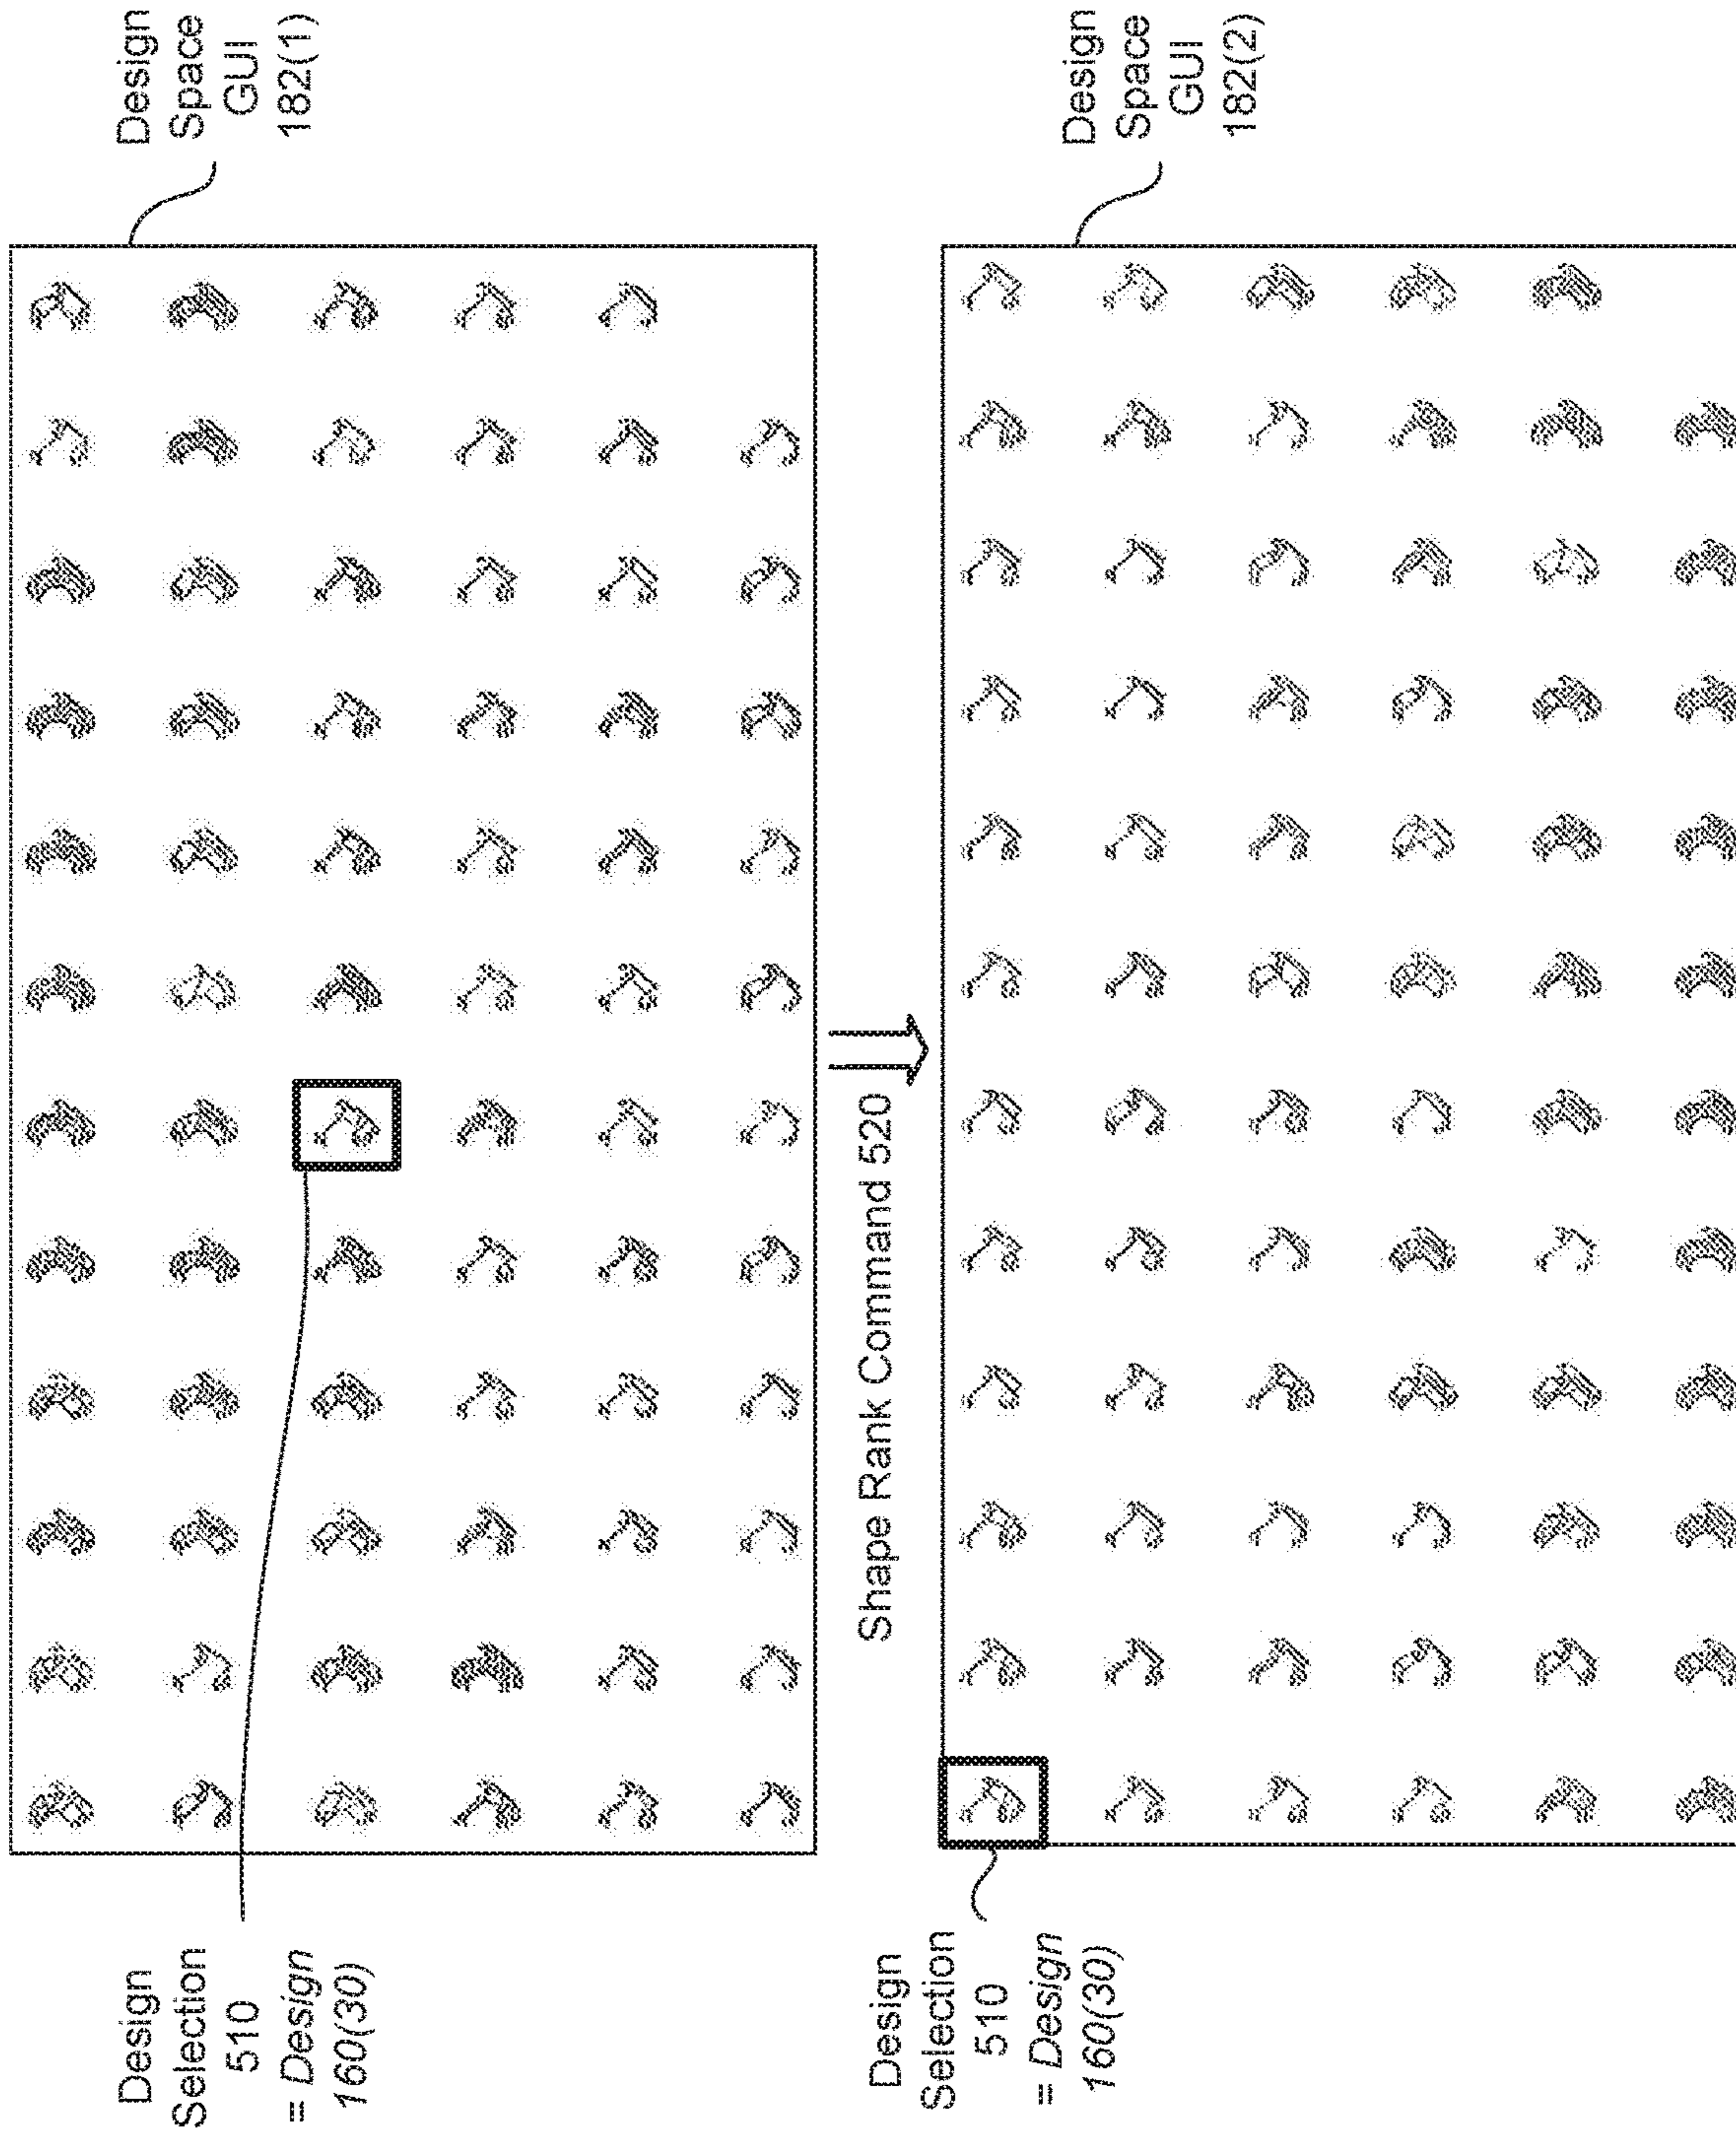 Design
Space
GUI
182(1)
Design
Selection
510
= Design
160(30)
Shape Rank Command 520
Design
Space
GUI
182(2)
Design
Selection
510
= Design
160(30)